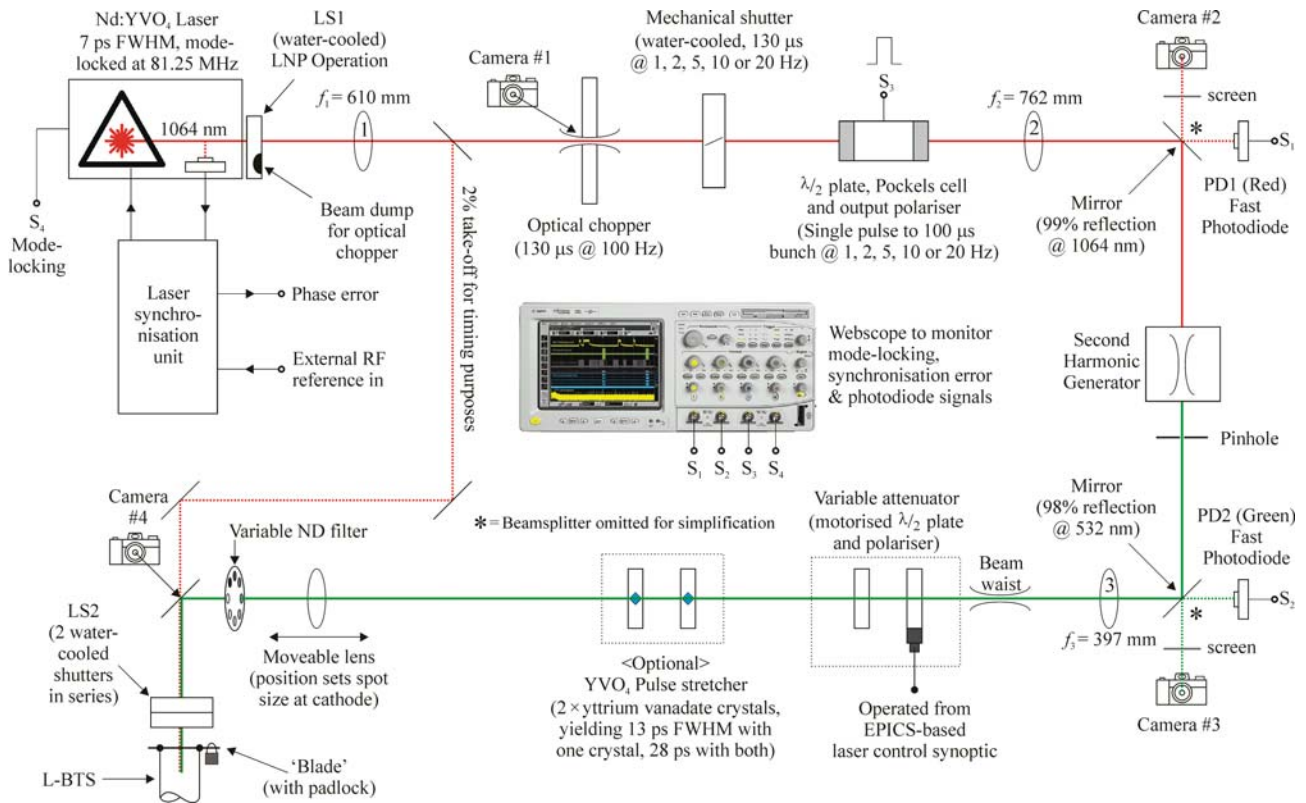 Nd:YVO₄ Laser
7 ps FWHM, mode-
locked at 81.25 MHz
LS1
(water-cooled)
LNP Operation
1064 nm
f₁ = 610 mm
1
Camera #1
Mechanical shutter
(water-cooled, 130 μs
@ 1, 2, 5, 10 or 20 Hz)
S₃
f₂ = 762 mm
2
Camera #2
screen
*
S₁
PD1 (Red)
Fast
Photodiode
Mirror
(99% reflection
@ 1064 nm)
S₄
Mode-
locking
Beam dump
for optical
chopper
2% take-off for timing purposes
Optical chopper
(130 μs @ 100 Hz)
λ/2 plate, Pockels cell
and output polariser
(Single pulse to 100 μs
bunch @ 1, 2, 5, 10 or 20 Hz)
Laser
synchro-
nisation
unit
Phase error
External RF
reference in
Webscope to monitor
mode-locking,
synchronisation error
& photodiode signals
S₁ S₂ S₃ S₄
Second
Harmonic
Generator
Pinhole
Mirror
(98% reflection
@ 532 nm)
PD2 (Green)
Fast
Photodiode
S₂
*
screen
Camera #3
3
f₃ = 397 mm
Beam
waist
Variable attenuator
(motorised λ/2 plate
and polariser)
Operated from
EPICS-based
laser control synoptic
* = Beamsplitter omitted for simplification
<Optional>
YVO₄ Pulse stretcher
(2 × yttrium vanadate crystals,
yielding 13 ps FWHM with
one crystal, 28 ps with both)
Camera
#4
Variable ND filter
Moveable lens
(position sets spot
size at cathode)
LS2
(2 water-
cooled
shutters
in series)
L-BTS
‘Blade’
(with padlock)